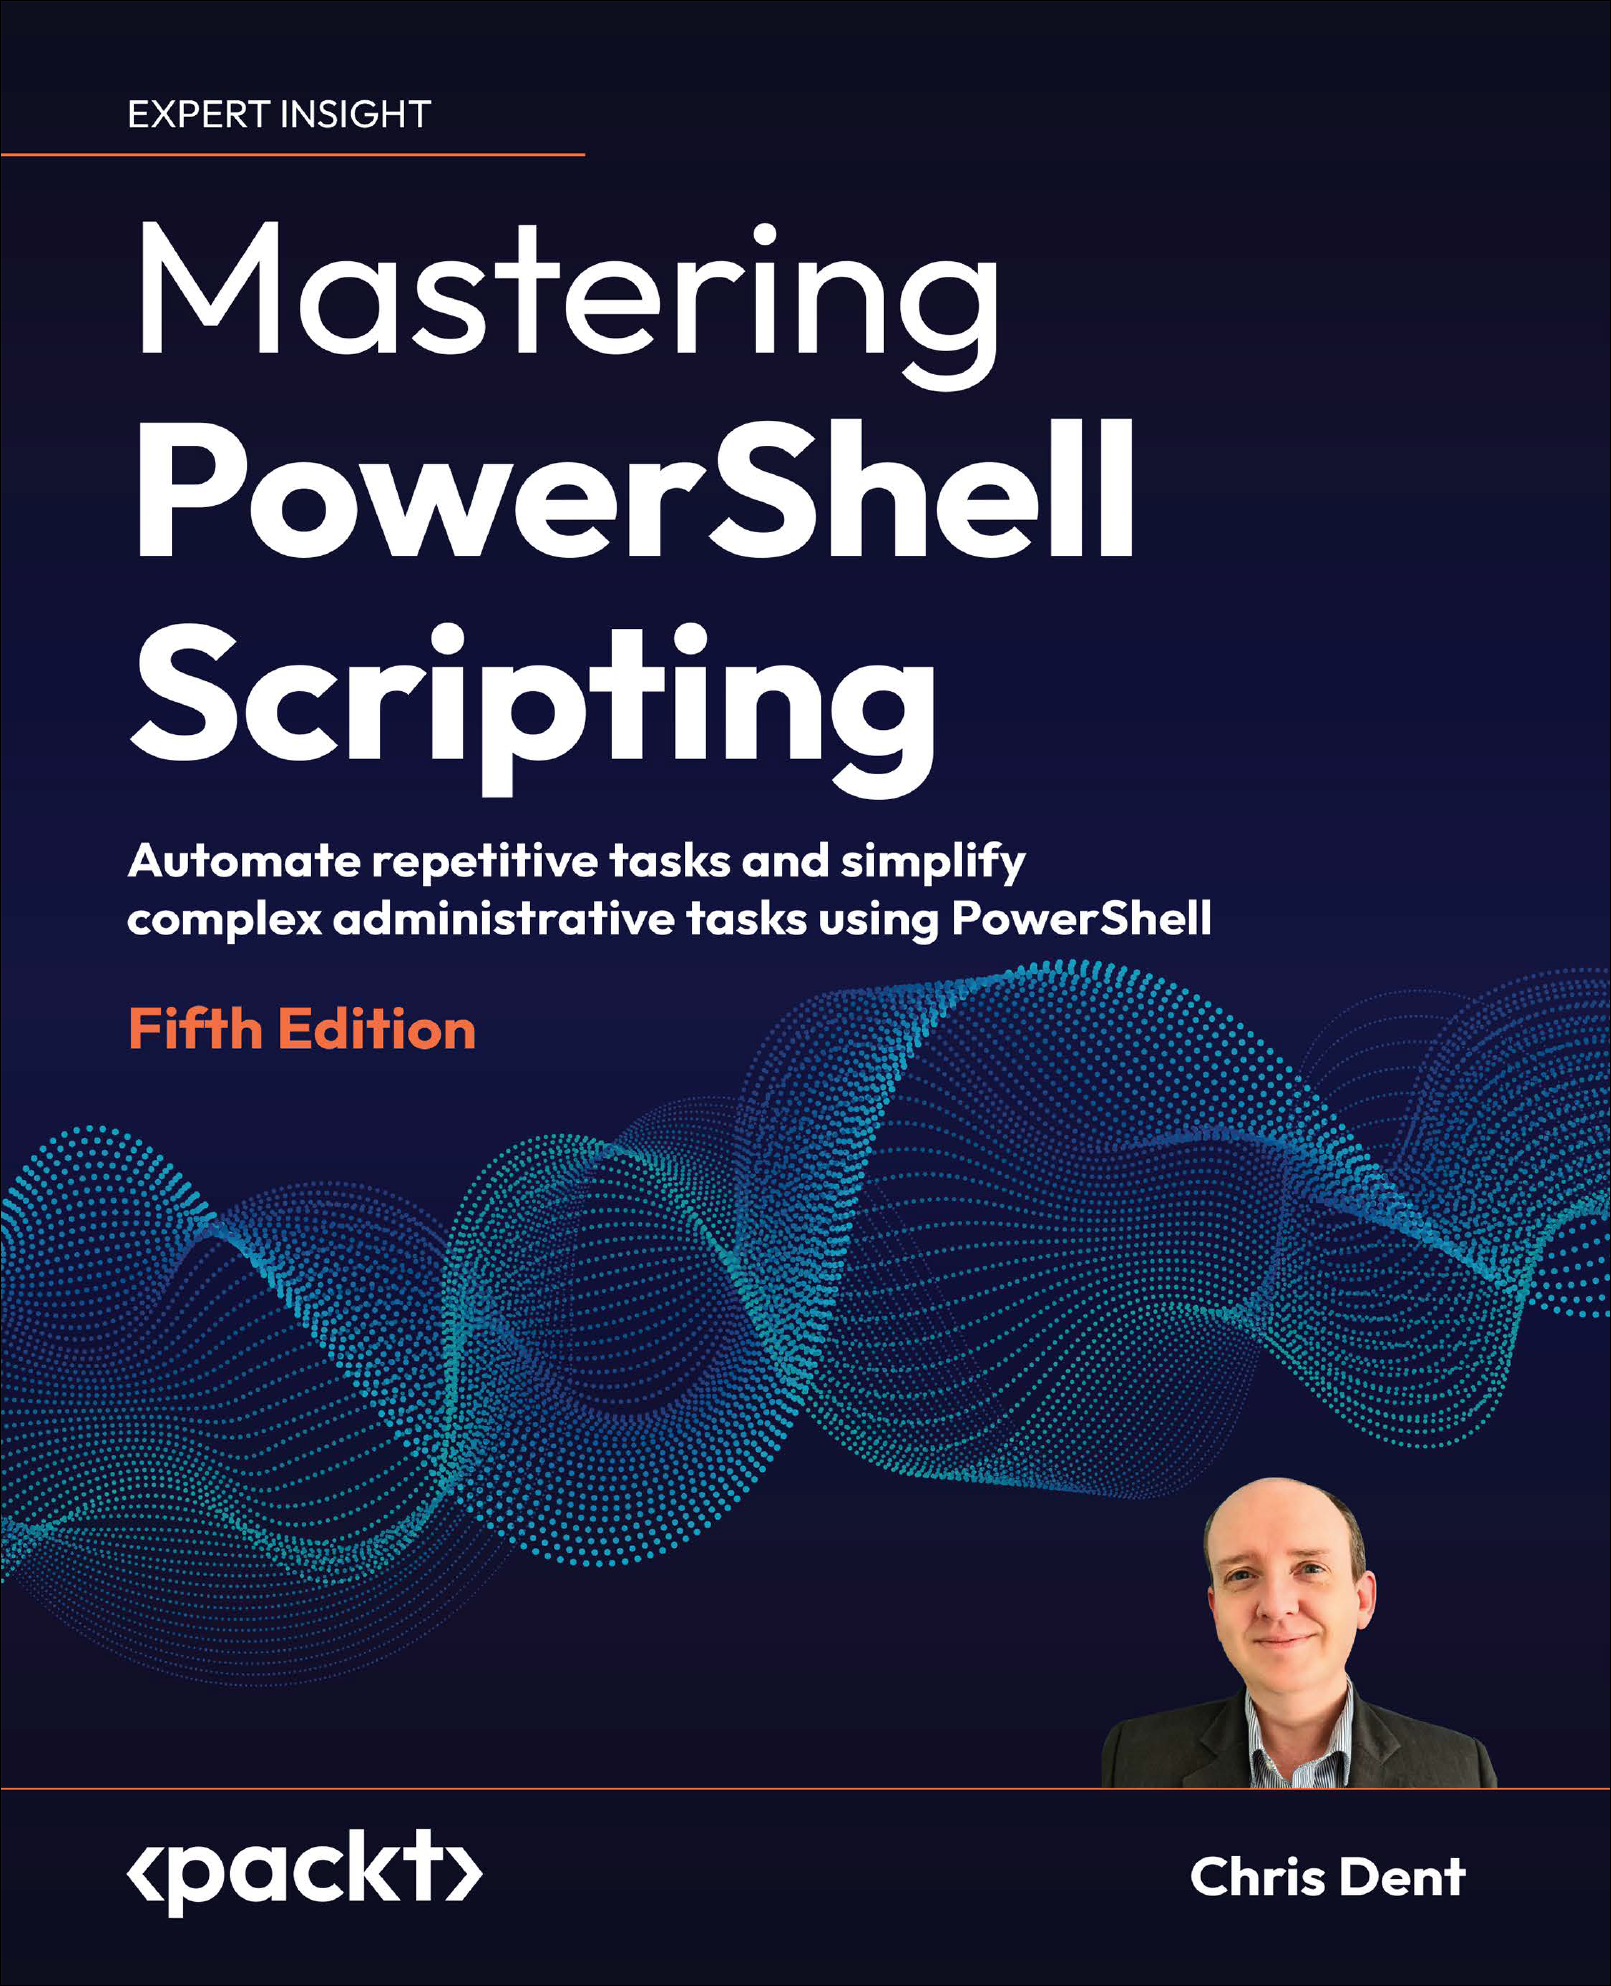 EXPERT INSIGHT
Mastering
PowerShell
Scripting
Automate repetitive tasks and simplify
complex administrative tasks using PowerShell
Fifth Edition
<packt>
Chris Dent